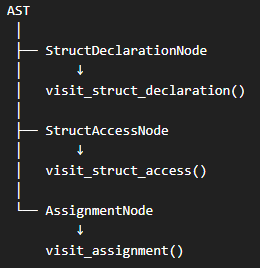 AST
StructDeclarationNode
visit_struct_declaration()
StructAccessNode
visit_struct_access()
AssignmentNode
visit_assignment()